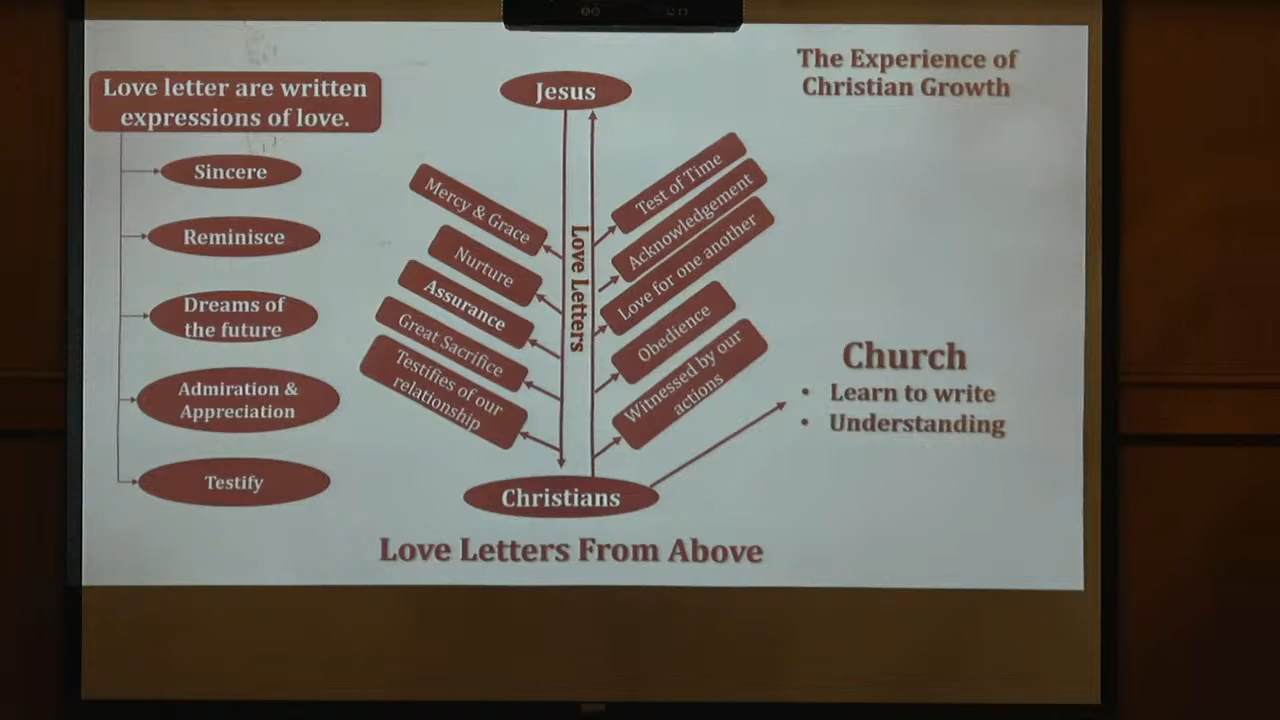 The Experience of
Christian Growth
Love letter are written
expressions of love.
Sincere
Reminisce
Dreams of
the future
Admiration &
Appreciation
Testify
Jesus
Love Letters
Mercy & Grace
Nurture
Assurance
Great Sacrifice
Testifies of our
relationship
Test of Time
Acknowledgement
Love for one another
Obedience
Witnessed by our
actions
Christians
Church
• Learn to write
• Understanding
Love Letters From Above